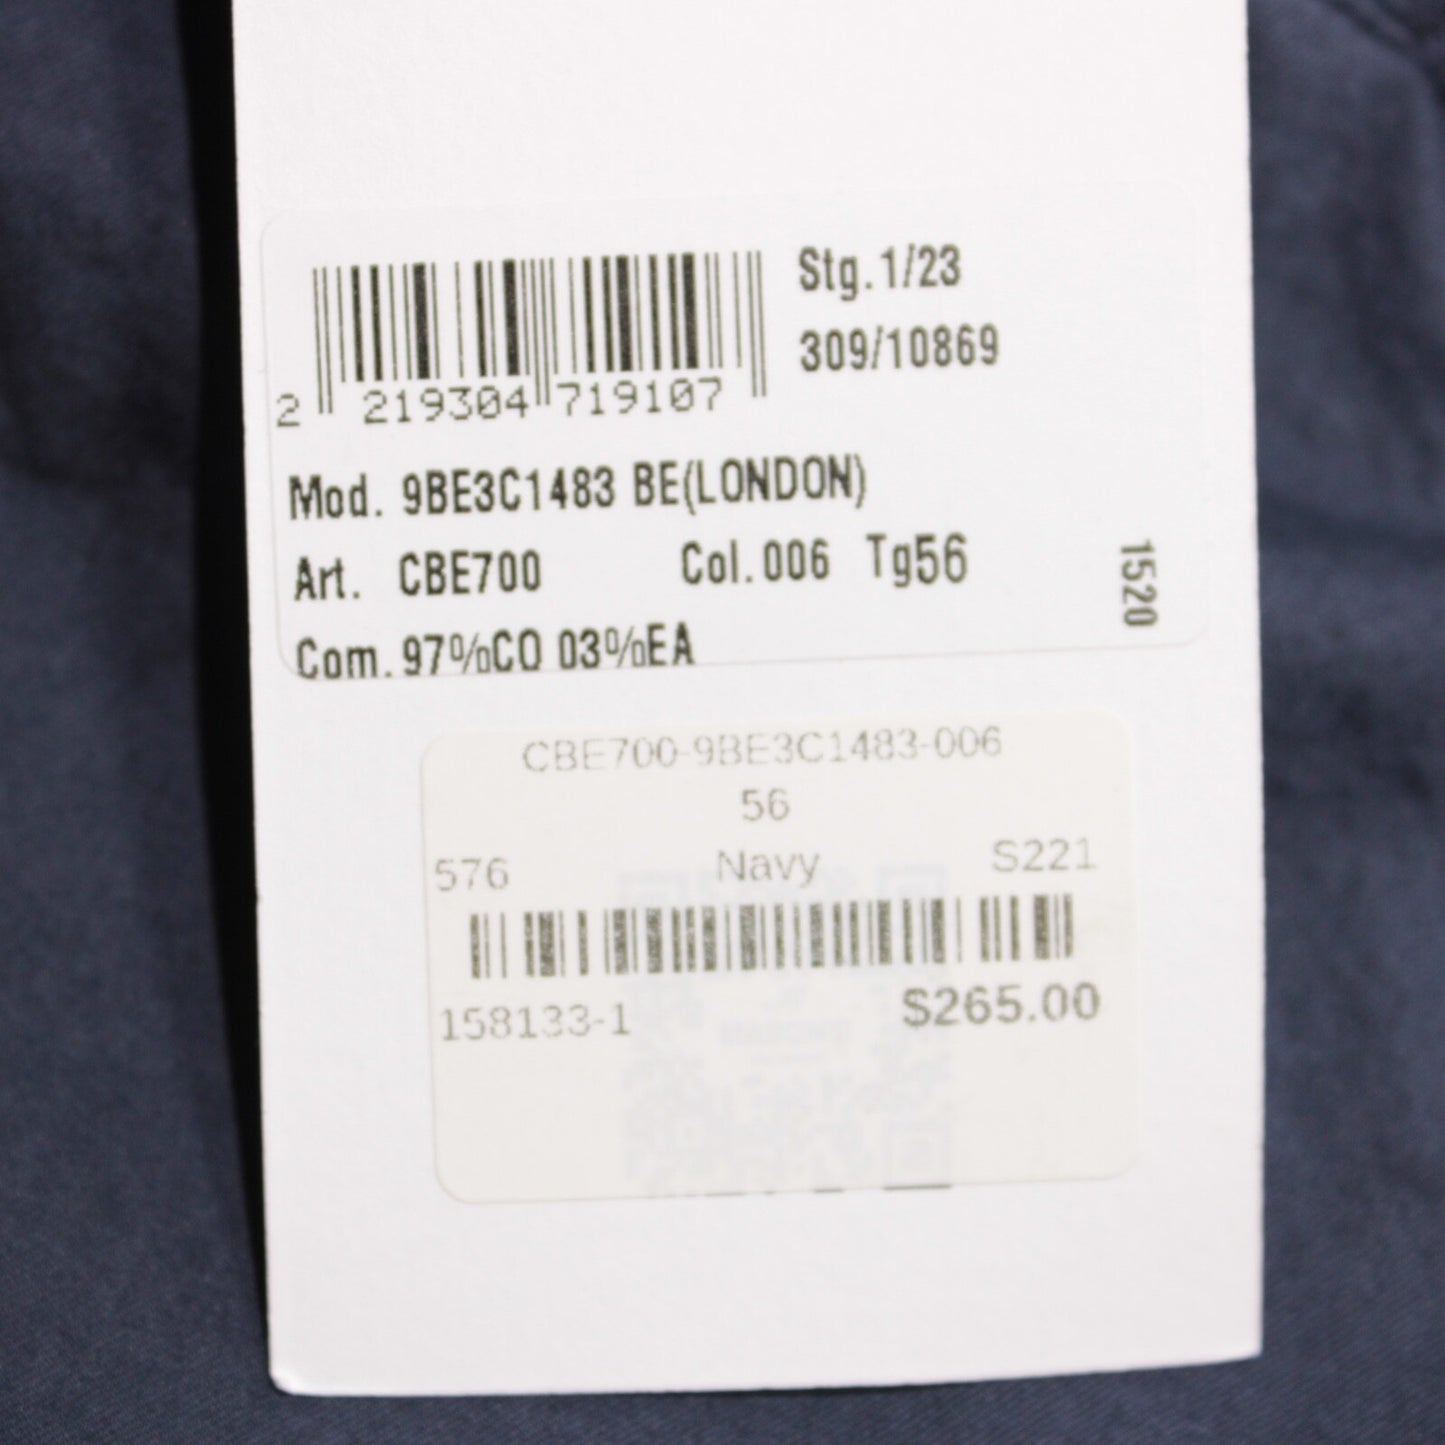 Stg.1/23
309/10869
2 219304 719107
Mod. 9BE3C1483 BE(LONDON)
Art. CBE700 Col.006 Tg56
1520
Com.97%CO 03%EA
CBE700-9BE3C1483-006
56
576 Navy S221
158133-1 $265.00